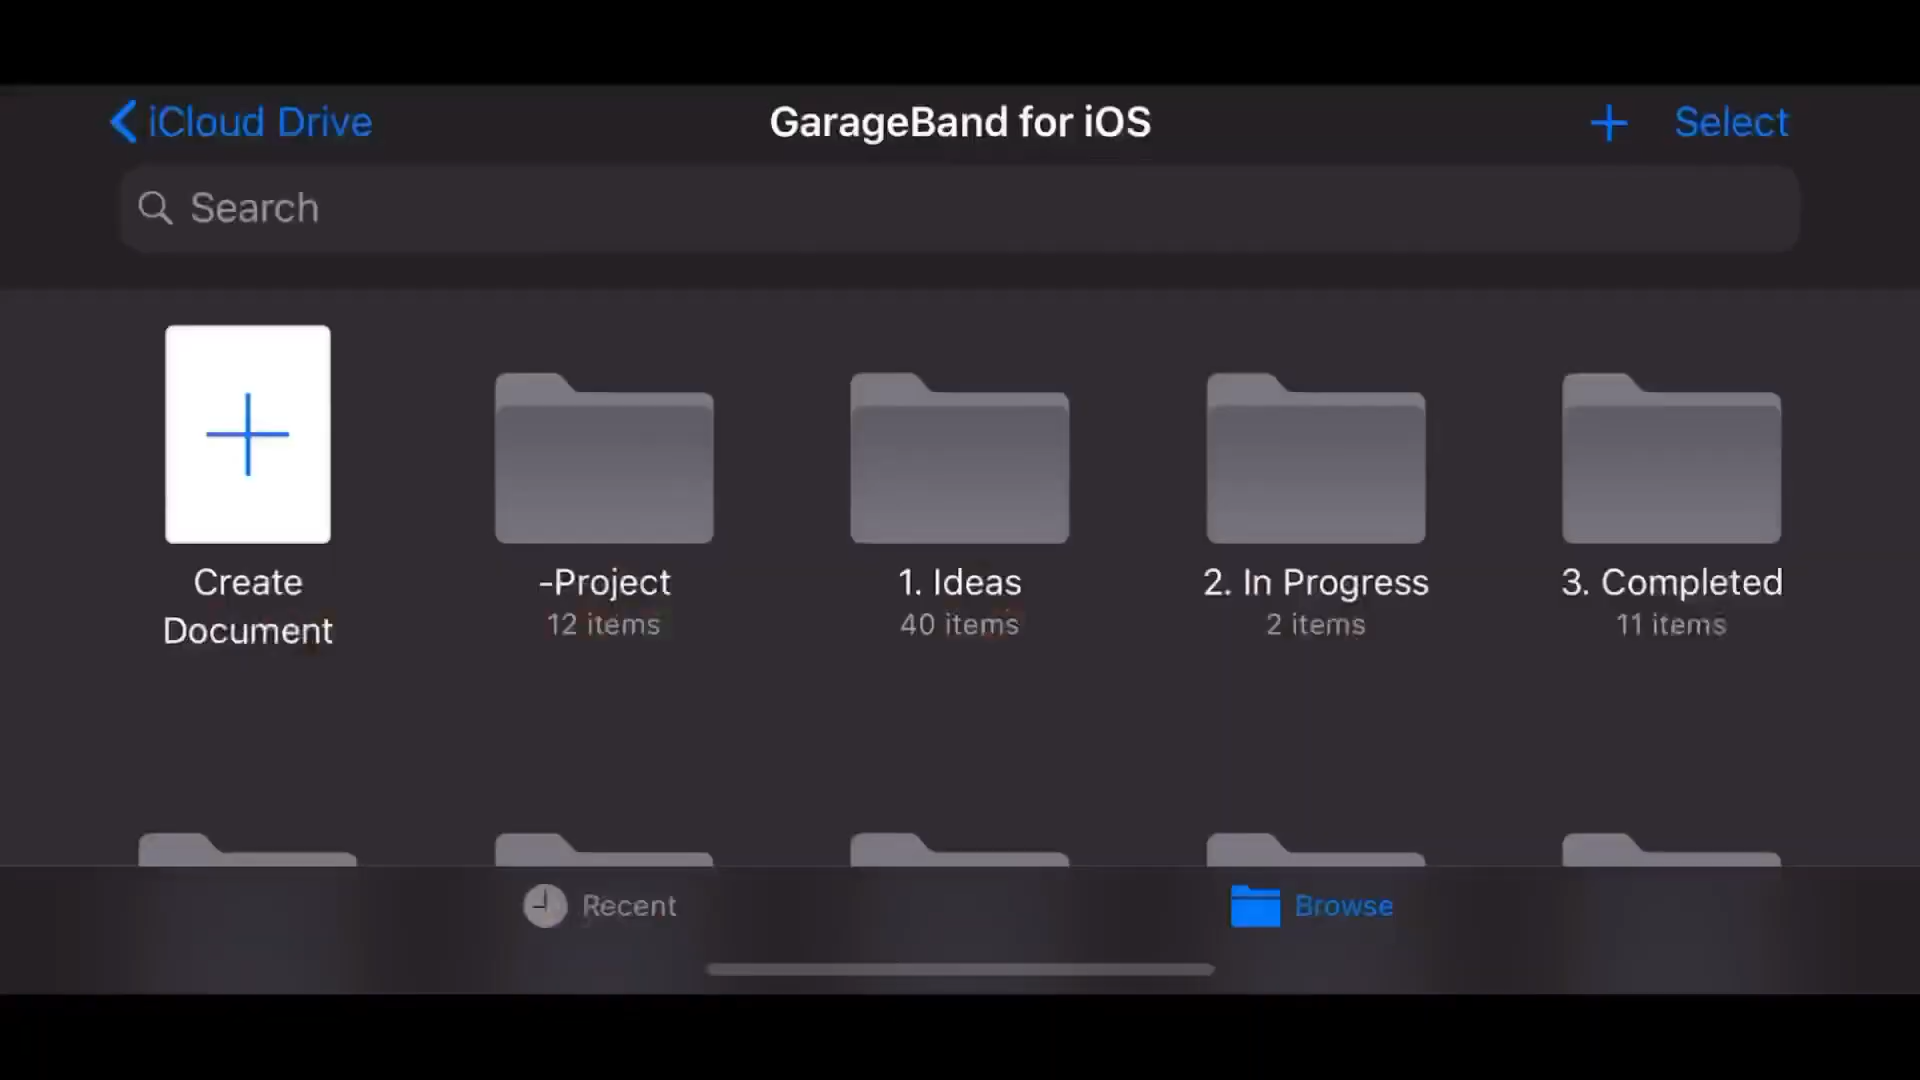 iCloud Drive
GarageBand for iOS
Select
Search
Create
Document
-Project
12 items
1. Ideas
40 items
2. In Progress
2 items
3. Completed
11 items
Recent
Browse